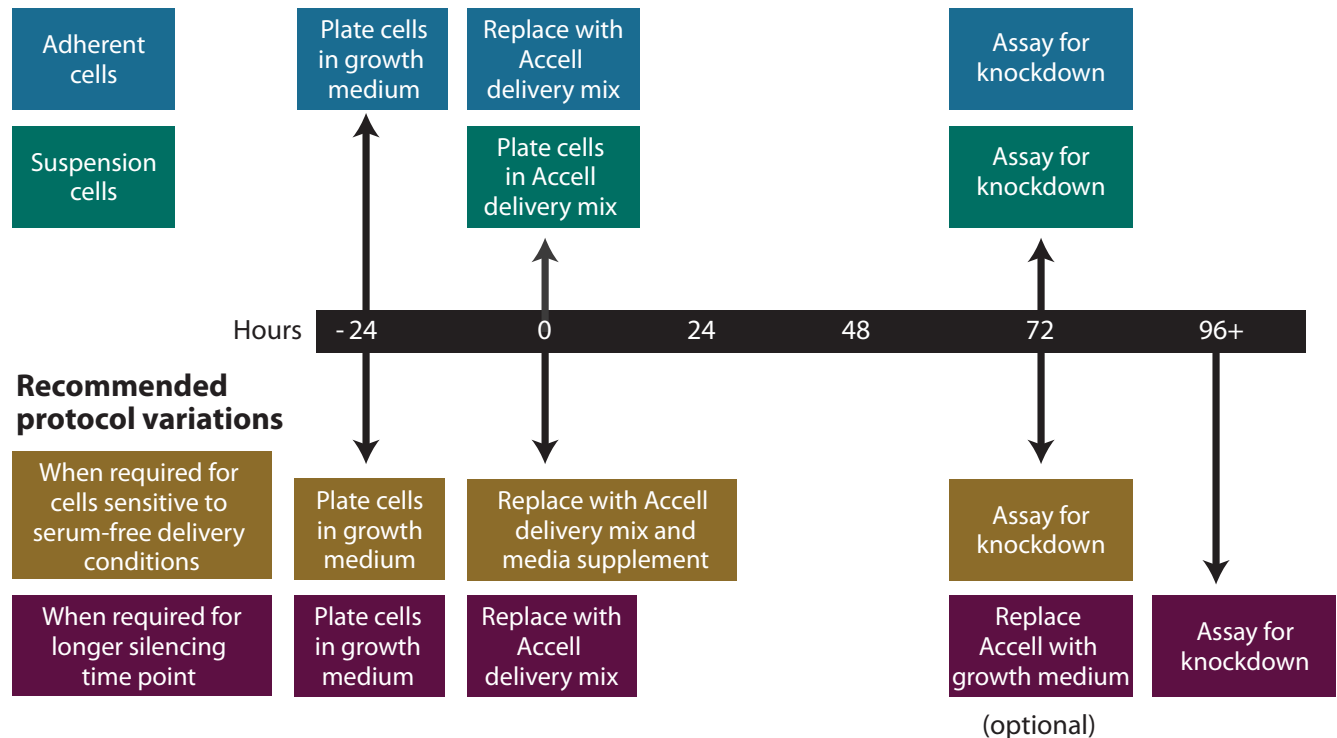 Adherent
cells
Plate cells
in growth
medium
Replace with
Accell
delivery mix
Assay for
knockdown
Suspension
cells
Plate cells
in Accell
delivery mix
Assay for
knockdown
Hours
- 24
0
24
48
72
96+
Recommended
protocol variations
When required for
cells sensitive to
serum-free delivery
conditions
Plate cells
in growth
medium
Replace with Accell
delivery mix and
media supplement
Assay for
knockdown
When required for
longer silencing
time point
Plate cells
in growth
medium
Replace with
Accell
delivery mix
Replace
Accell with
growth medium
(optional)
Assay for
knockdown